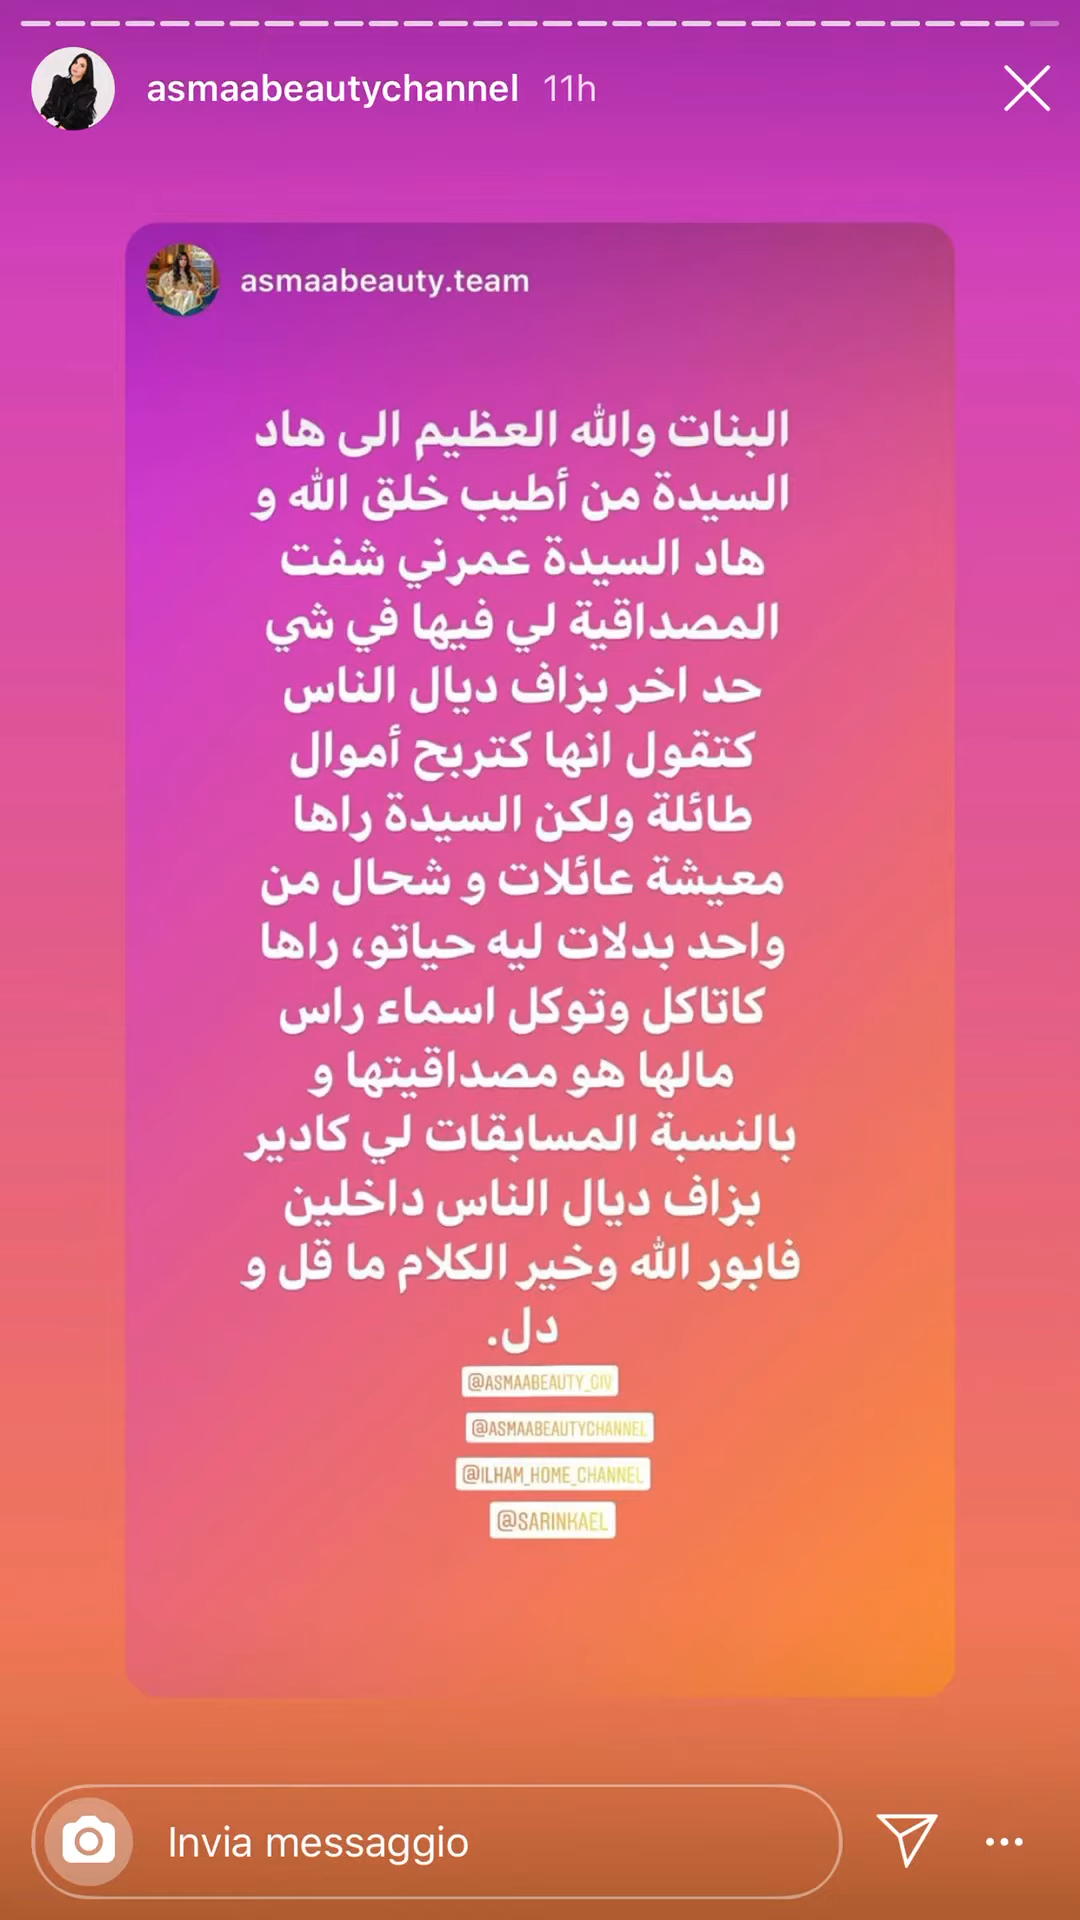 asmaabeautychannel 11h
asmaabeauty.team
البنات والله العظيم الى هاد
السيدة من أطيب خلق الله و
هاد السيدة عمرني شفت
المصداقية لي فيها في شي
حد اخر بزاف ديال الناس
كتقول انها كتربح أموال
طائلة ولكن السيدة راها
معيشة عائلات و شحال من
واحد بدلات ليه حياتو، راها
كاتاكل وتوكل اسماء راس
مالها هو مصداقيتها و
بالنسبة المسابقات لي كادير
بزاف ديال الناس داخلين
فابور الله وخير الكلام ما قل و
دل.
@ASMAABEAUTY_GIV
@ASMAABEAUTYCHANNEL
@ILHAM_HOME_CHANNEL
@SARINKAEL
Invia messaggio